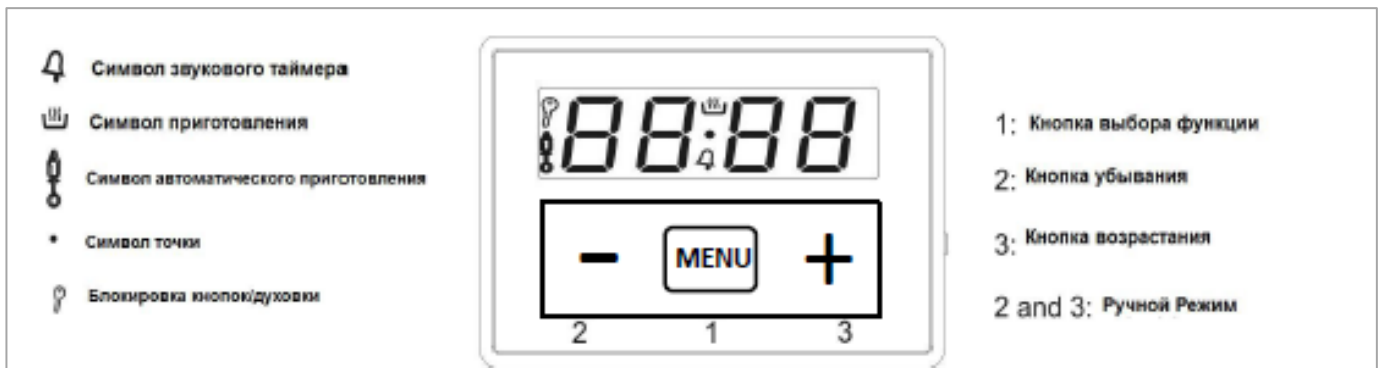 Символ звукового таймера
Символ приготовления
Символ автоматического приготовления
Символ точки
Блокировка кнопок/духовки
88:88
- MENU +
2 1 3
1: Кнопка выбора функции
2: Кнопка убывания
3: Кнопка возрастания
2 and 3: Ручной Режим